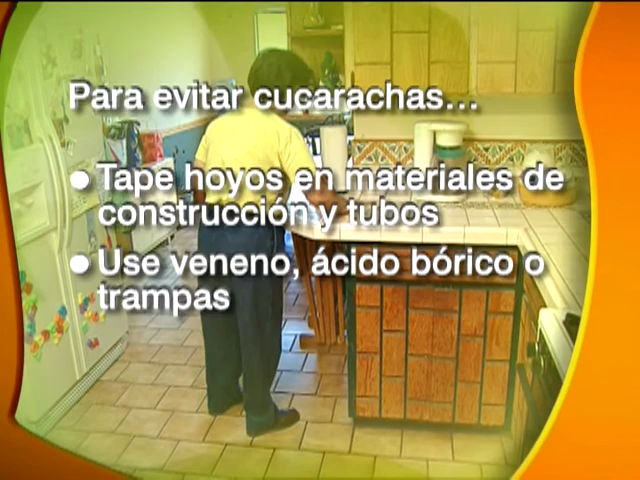 Para evitar cucarachas...
• Tape hoyos en materiales de
construcción y tubos
• Use veneno, ácido bórico o
trampas